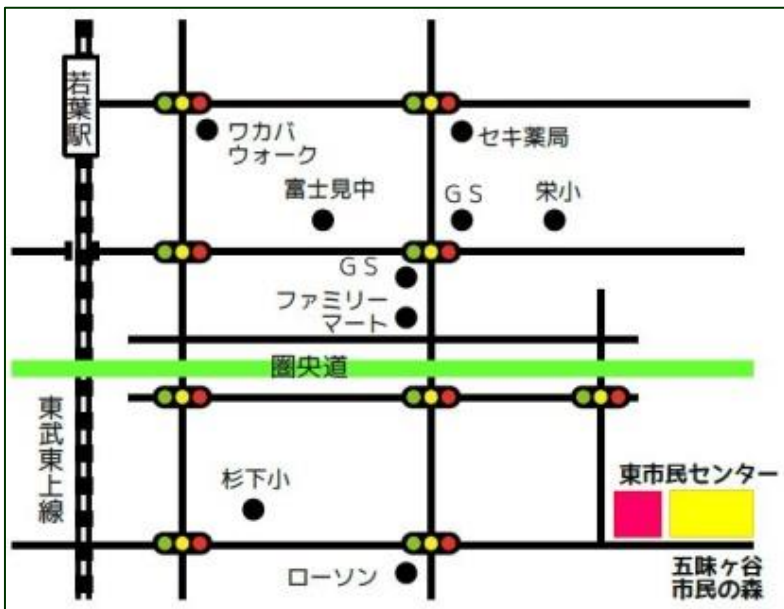 若葉駅
ワカバ
ウォーク
セキ薬局
富士見中
ＧＳ
栄小
ＧＳ
ファミリー
マート
圏央道
東武東上線
杉下小
東市民センター
ローソン
五味ヶ谷
市民の森